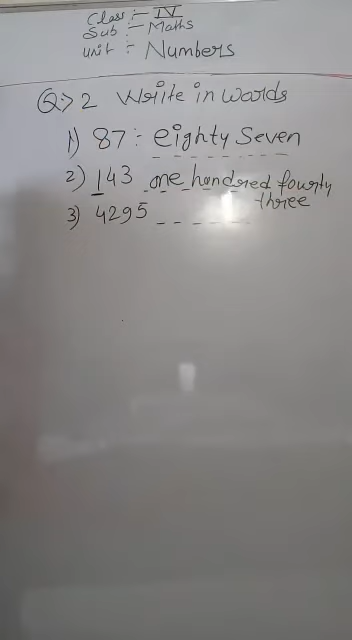 Class :- IV
Sub :- Maths
Unit :- Numbers
Q > 2 Write in words
1) 87 : eighty Seven
2) 143 one hundred fourty
three
3) 4295 _ _ _ _ _